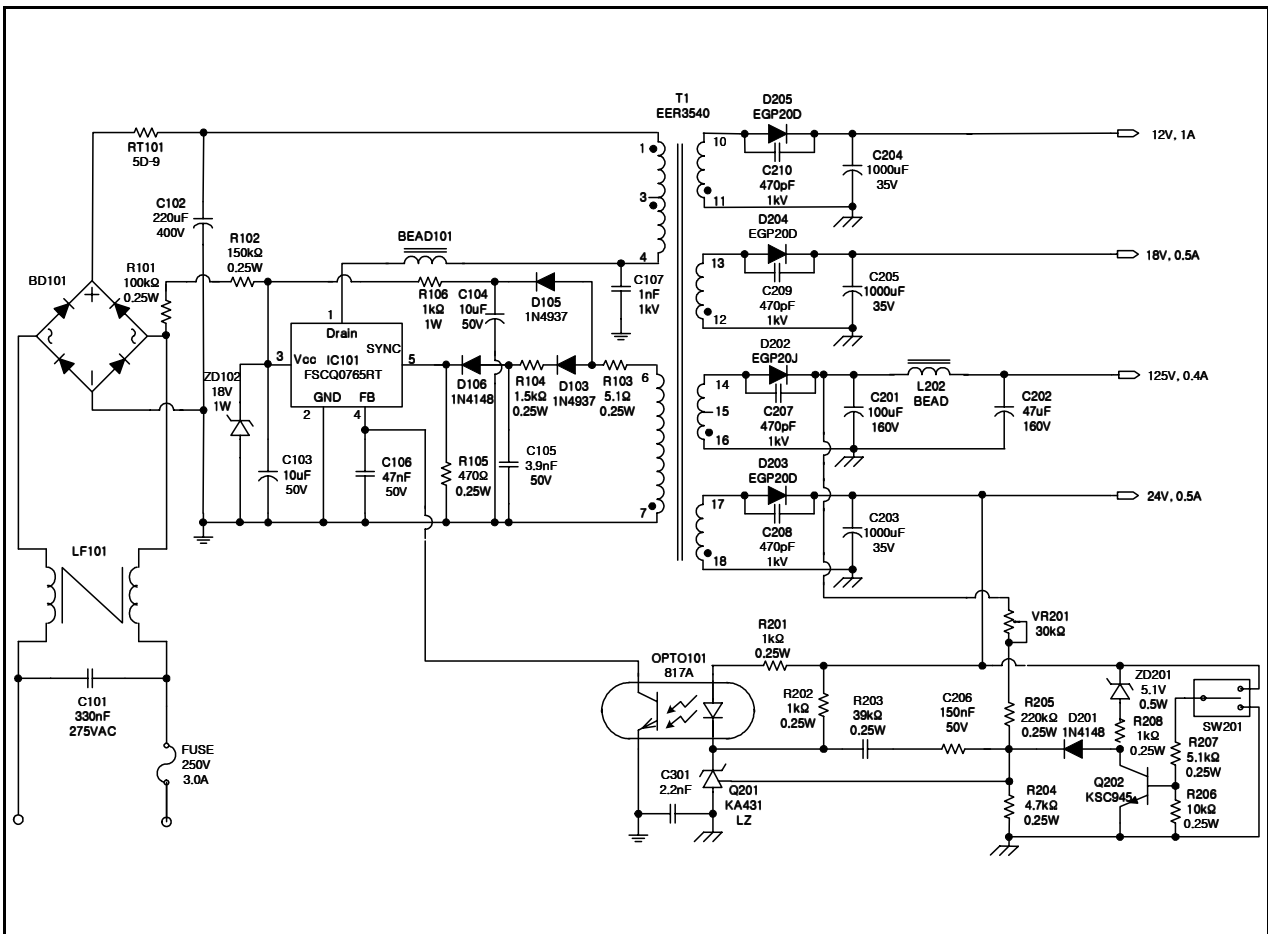 T1
EER3540
D205
EGP20D
10
C210
470pF
1kV
11
C204
1000uF
35V
12V, 1A
RT101
5D-9
1
3
4
C102
220uF
400V
R102
150kΩ
0.25W
BEAD101
D204
EGP20D
13
C209
470pF
1kV
12
C205
1000uF
35V
18V, 0.5A
BD101
R101
100kΩ
0.25W
R106
1kΩ
1W
C104
10uF
50V
D105
1N4937
C107
1nF
1kV
1
Drain
SYNC
3
Vcc
IC101
FSCQ0765RT
5
GND
FB
2
4
ZD102
18V
1W
D106
1N4148
R104
1.5kΩ
0.25W
D103
1N4937
R103
5.1Ω
0.25W
6
7
D202
EGP20J
14
15
16
C207
470pF
1kV
C201
100uF
160V
L202
BEAD
C202
47uF
160V
125V, 0.4A
C103
10uF
50V
C106
47nF
50V
R105
470Ω
0.25W
C105
3.9nF
50V
D203
EGP20D
17
C208
470pF
1kV
18
C203
1000uF
35V
24V, 0.5A
LF101
C101
330nF
275VAC
FUSE
250V
3.0A
OPTO101
817A
R201
1kΩ
0.25W
VR201
30kΩ
R202
1kΩ
0.25W
R203
39kΩ
0.25W
C206
150nF
50V
R205
220kΩ
0.25W
D201
1N4148
ZD201
5.1V
0.5W
R208
1kΩ
0.25W
SW201
R207
5.1kΩ
0.25W
C301
2.2nF
Q201
KA431
LZ
R204
4.7kΩ
0.25W
Q202
KSC945
R206
10kΩ
0.25W